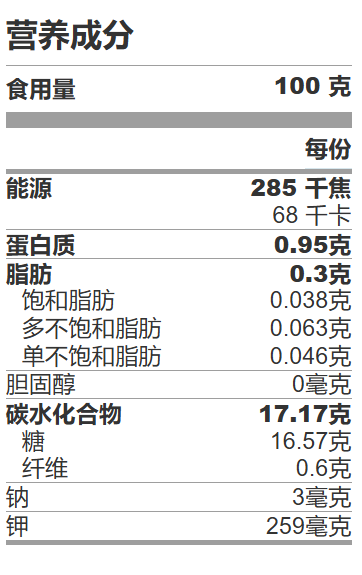 营养成分
食用量 100 克
每份
能源 285 千焦
68 千卡
蛋白质 0.95克
脂肪 0.3克
饱和脂肪 0.038克
多不饱和脂肪 0.063克
单不饱和脂肪 0.046克
胆固醇 0毫克
碳水化合物 17.17克
糖 16.57克
纤维 0.6克
钠 3毫克
钾 259毫克